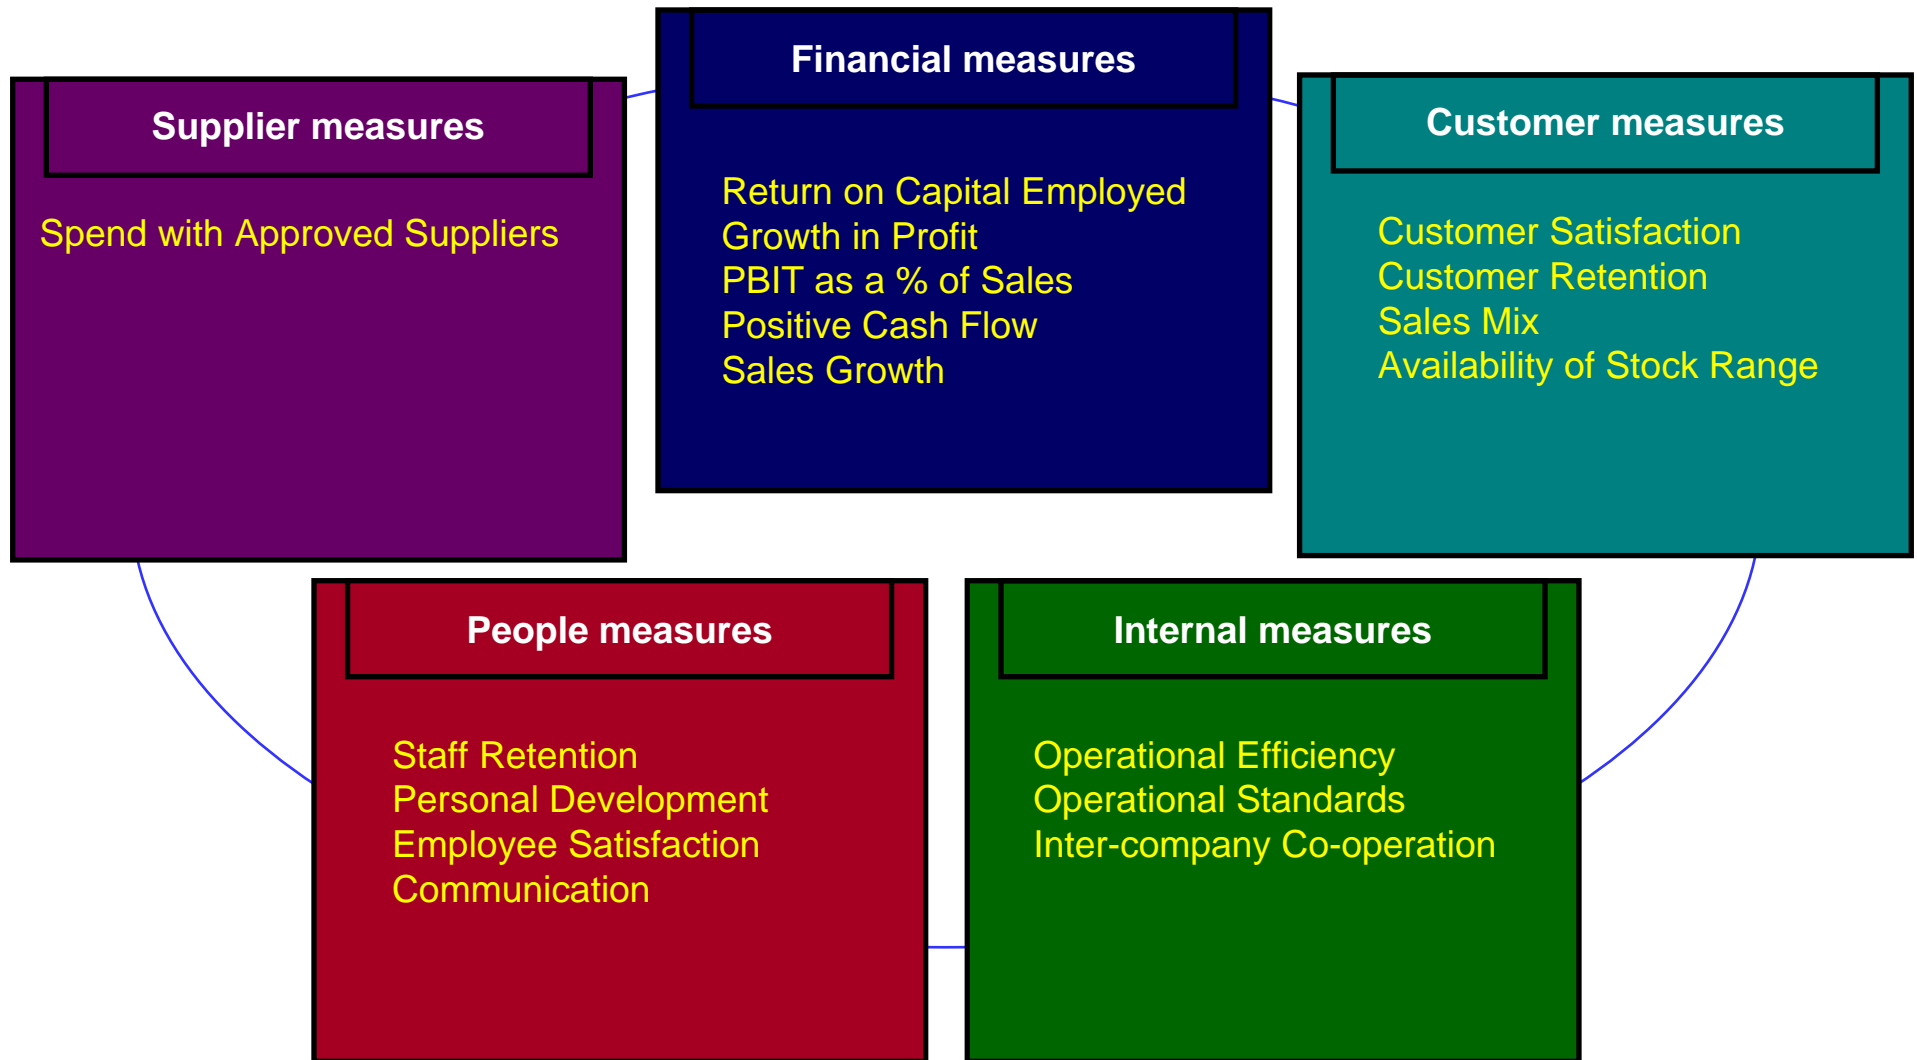 Financial measures
Return on Capital Employed
Growth in Profit
PBIT as a % of Sales
Positive Cash Flow
Sales Growth
Supplier measures
Spend with Approved Suppliers
Customer measures
Customer Satisfaction
Customer Retention
Sales Mix
Availability of Stock Range
People measures
Staff Retention
Personal Development
Employee Satisfaction
Communication
Internal measures
Operational Efficiency
Operational Standards
Inter-company Co-operation